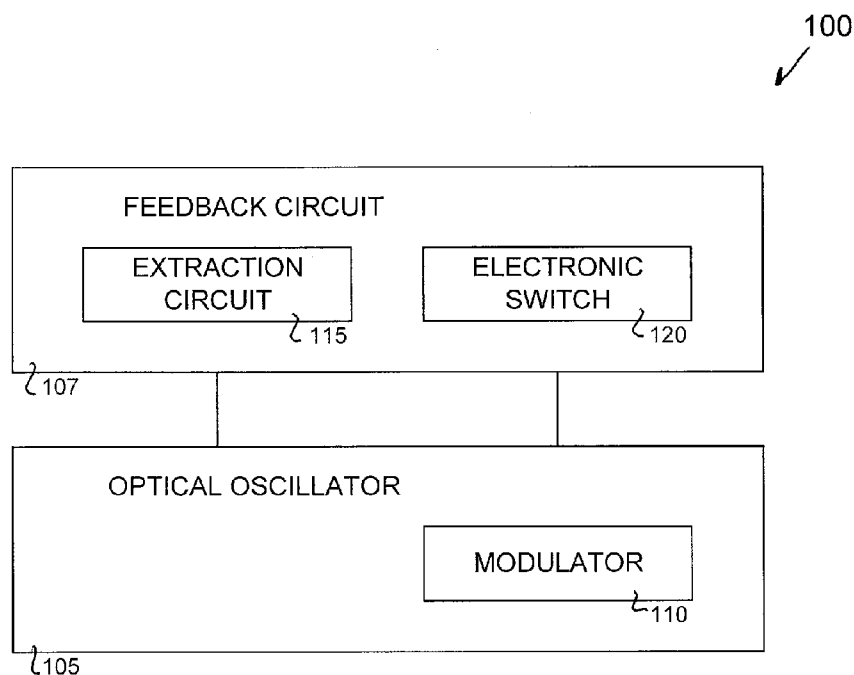 100
FEEDBACK CIRCUIT
EXTRACTION
CIRCUIT
115
ELECTRONIC
SWITCH
120
107
OPTICAL OSCILLATOR
MODULATOR
110
105